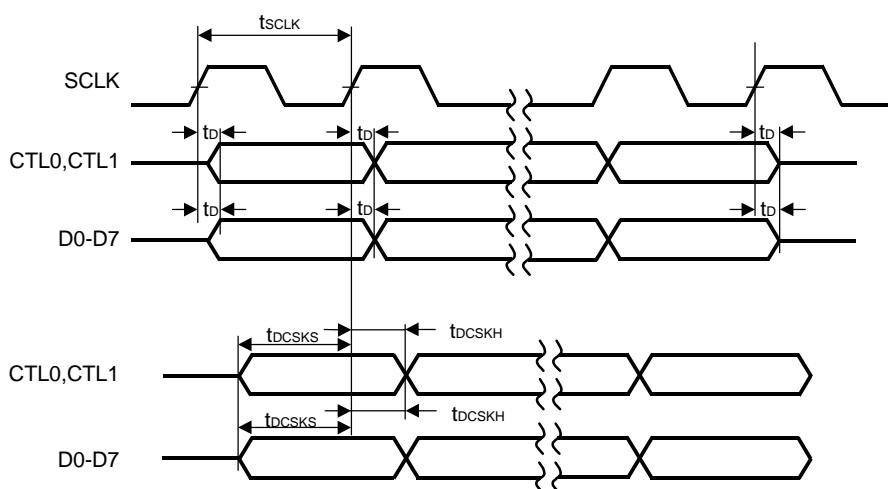 tSCLK
SCLK
tD tD tD
CTL0,CTL1
tD tD tD
D0-D7
tDCSKS tDCSKH
CTL0,CTL1
tDCSKS tDCSKH
D0-D7